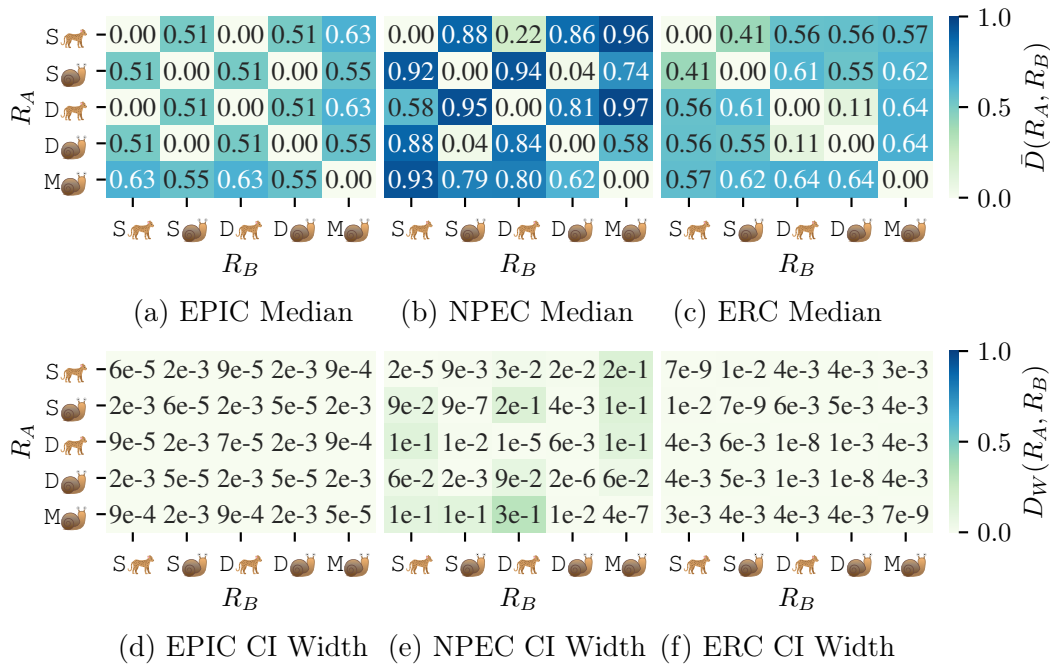 S 0.00 0.51 0.00 0.51 0.63 0.00 0.88 0.22 0.86 0.96 0.00 0.41 0.56 0.56 0.57 1.0
S 0.51 0.00 0.51 0.00 0.55 0.92 0.00 0.94 0.04 0.74 0.41 0.00 0.61 0.55 0.62
R_A D 0.00 0.51 0.00 0.51 0.63 0.58 0.95 0.00 0.81 0.97 0.56 0.61 0.00 0.11 0.64 0.5 D̄(R_A, R_B)
D 0.51 0.00 0.51 0.00 0.55 0.88 0.04 0.84 0.00 0.58 0.56 0.55 0.11 0.00 0.64
M 0.63 0.55 0.63 0.55 0.00 0.93 0.79 0.80 0.62 0.00 0.57 0.62 0.64 0.64 0.00 0.0
S S D D M S S D D M S S D D M
R_B R_B R_B
(a) EPIC Median (b) NPEC Median (c) ERC Median
S 6e-5 2e-3 9e-5 2e-3 9e-4 2e-5 9e-3 3e-2 2e-2 2e-1 7e-9 1e-2 4e-3 4e-3 3e-3 1.0
S 2e-3 6e-5 2e-3 5e-5 2e-3 9e-2 9e-7 2e-1 4e-3 1e-1 1e-2 7e-9 6e-3 5e-3 4e-3
R_A D 9e-5 2e-3 7e-5 2e-3 9e-4 1e-1 1e-2 1e-5 6e-3 1e-1 4e-3 6e-3 1e-8 1e-3 4e-3 0.5 D_W(R_A, R_B)
D 2e-3 5e-5 2e-3 5e-5 2e-3 6e-2 2e-3 9e-2 2e-6 6e-2 4e-3 5e-3 1e-3 1e-8 4e-3
M 9e-4 2e-3 9e-4 2e-3 5e-5 1e-1 1e-1 3e-1 1e-2 4e-7 3e-3 4e-3 4e-3 4e-3 7e-9 0.0
S S D D M S S D D M S S D D M
R_B R_B R_B
(d) EPIC CI Width (e) NPEC CI Width (f) ERC CI Width